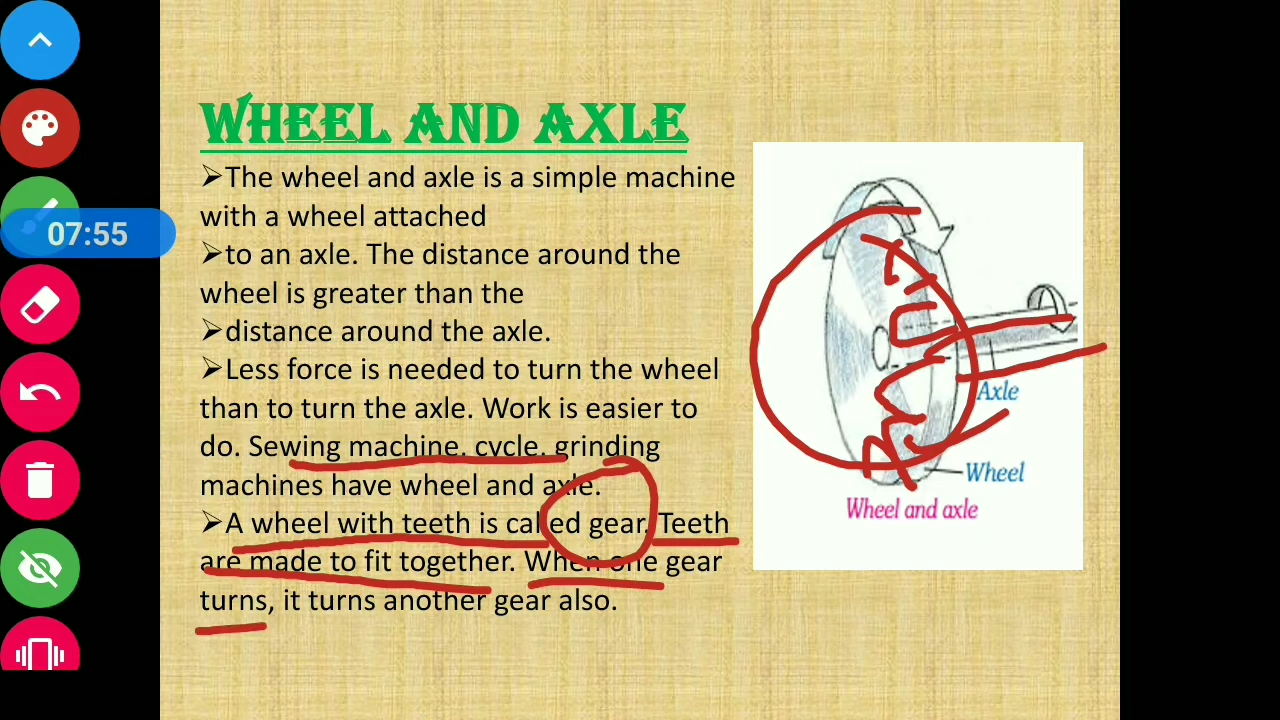 WHEEL AND AXLE
➢The wheel and axle is a simple machine
with a wheel attached
➢to an axle. The distance around the
wheel is greater than the
➢distance around the axle.
➢Less force is needed to turn the wheel
than to turn the axle. Work is easier to
do. Sewing machine, cycle, grinding
machines have wheel and axle.
➢A wheel with teeth is called gear. Teeth
are made to fit together. When one gear
turns, it turns another gear also.
07:55
Axle
Wheel
Wheel and axle